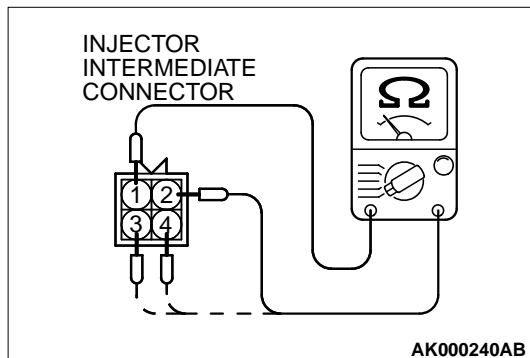 INJECTOR
INTERMEDIATE
CONNECTOR
Ω
1 2
3 4
AK000240AB